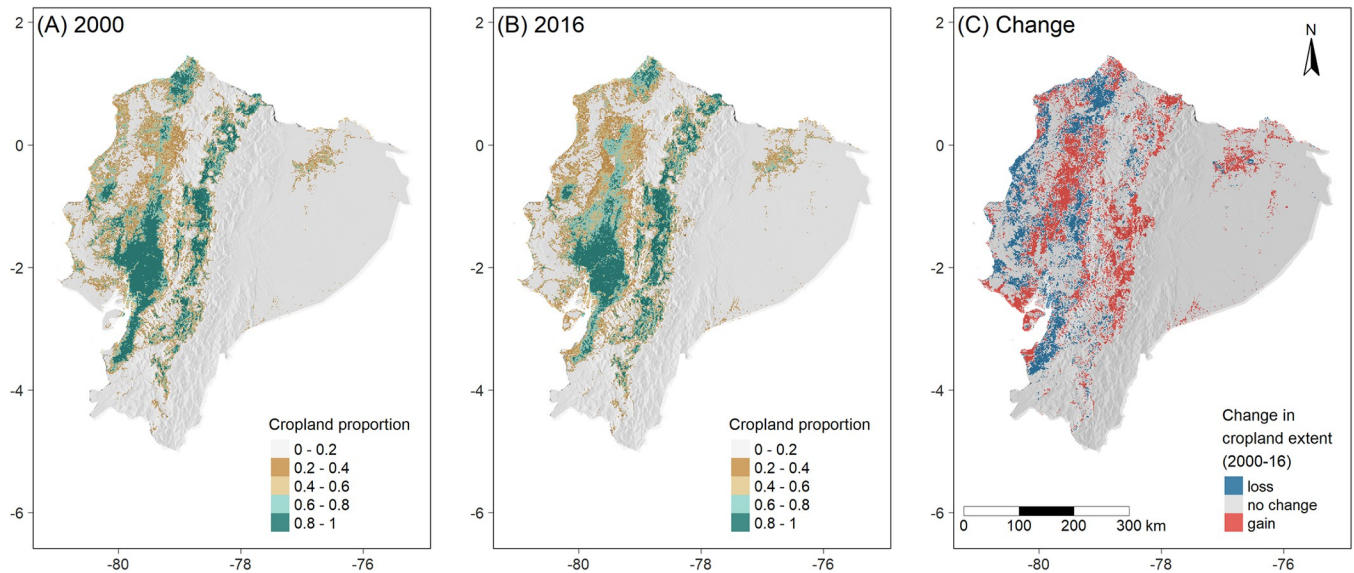 (A) 2000
2
0
-2
-4
-6
-80
-78
-76
Cropland proportion
0 - 0.2
0.2 - 0.4
0.4 - 0.6
0.6 - 0.8
0.8 - 1
(B) 2016
2
0
-2
-4
-6
-80
-78
-76
Cropland proportion
0 - 0.2
0.2 - 0.4
0.4 - 0.6
0.6 - 0.8
0.8 - 1
(C) Change
N
2
0
-2
-4
-6
-80
-78
-76
Change in
cropland extent
(2000-16)
loss
no change
gain
0 100 200 300 km